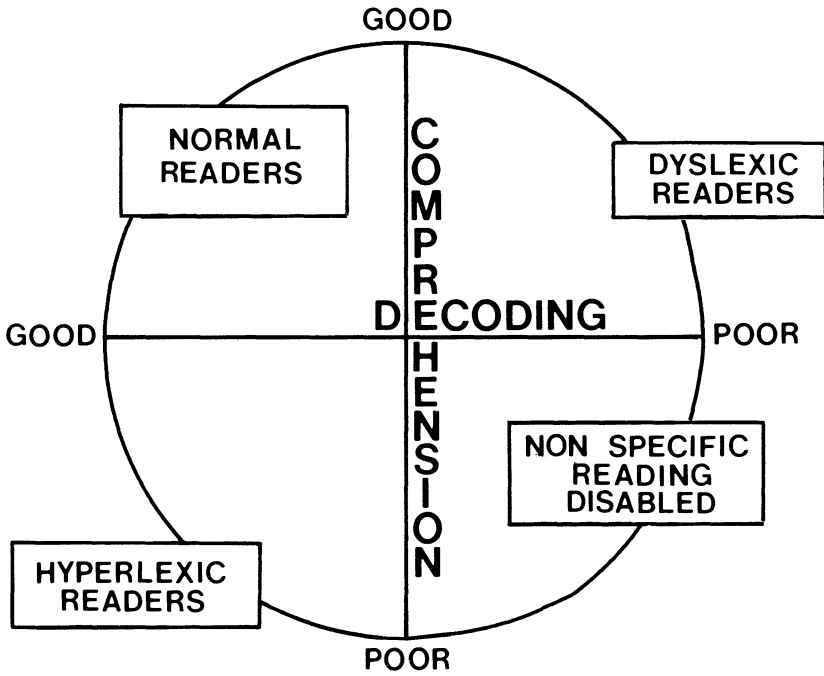 GOOD
NORMAL
READERS
DYSLEXIC
READERS
COMPREHENSION
DECODING
GOOD
POOR
NON SPECIFIC
READING
DISABLED
HYPERLEXIC
READERS
POOR